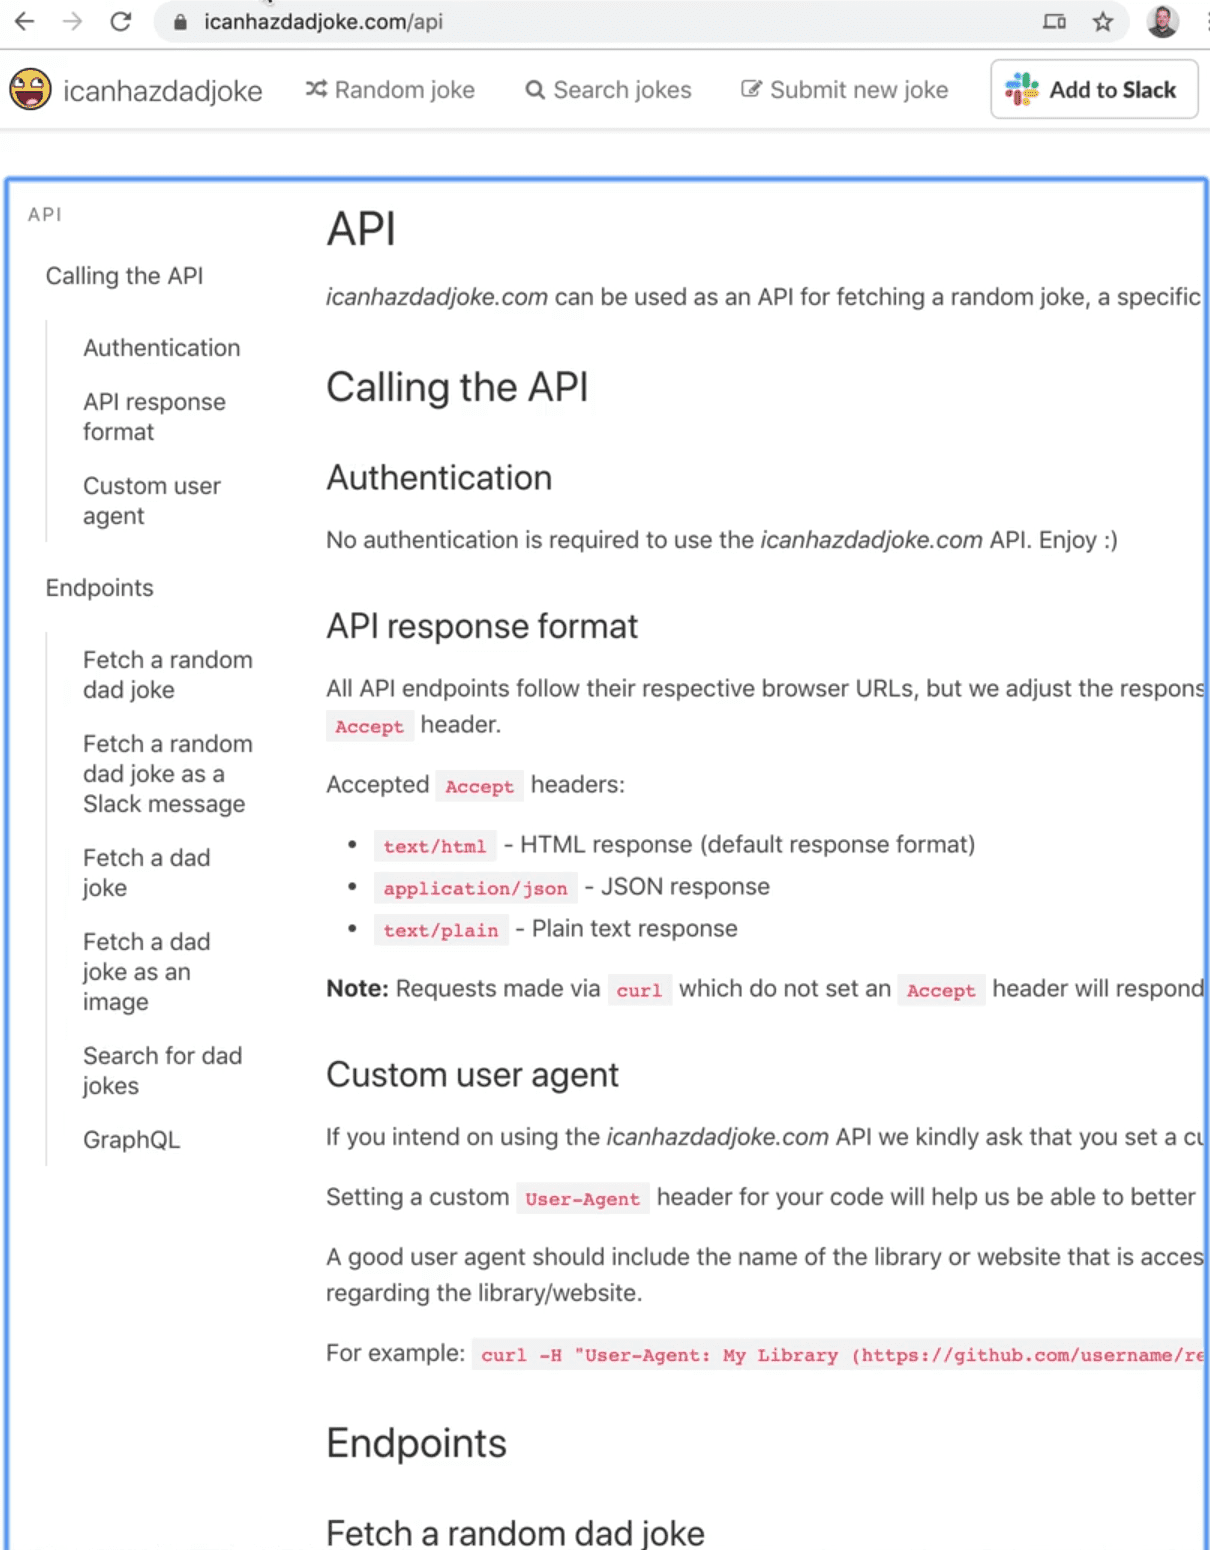 icanhazdadjoke.com/api
icanhazdadjoke
Random joke
Search jokes
Submit new joke
Add to Slack
API
Calling the API
Authentication
API response
format
Custom user
agent
Endpoints
Fetch a random
dad joke
Fetch a random
dad joke as a
Slack message
Fetch a dad
joke
Fetch a dad
joke as an
image
Search for dad
jokes
GraphQL
API
icanhazdadjoke.com can be used as an API for fetching a random joke, a specific
Calling the API
Authentication
No authentication is required to use the icanhazdadjoke.com API. Enjoy :)
API response format
All API endpoints follow their respective browser URLs, but we adjust the respons
Accept header.
Accepted Accept headers:
• text/html - HTML response (default response format)
• application/json - JSON response
• text/plain - Plain text response
Note: Requests made via curl which do not set an Accept header will respond
Custom user agent
If you intend on using the icanhazdadjoke.com API we kindly ask that you set a cu
Setting a custom User-Agent header for your code will help us be able to better
A good user agent should include the name of the library or website that is acces
regarding the library/website.
For example: curl -H "User-Agent: My Library (https://github.com/username/re
Endpoints
Fetch a random dad joke